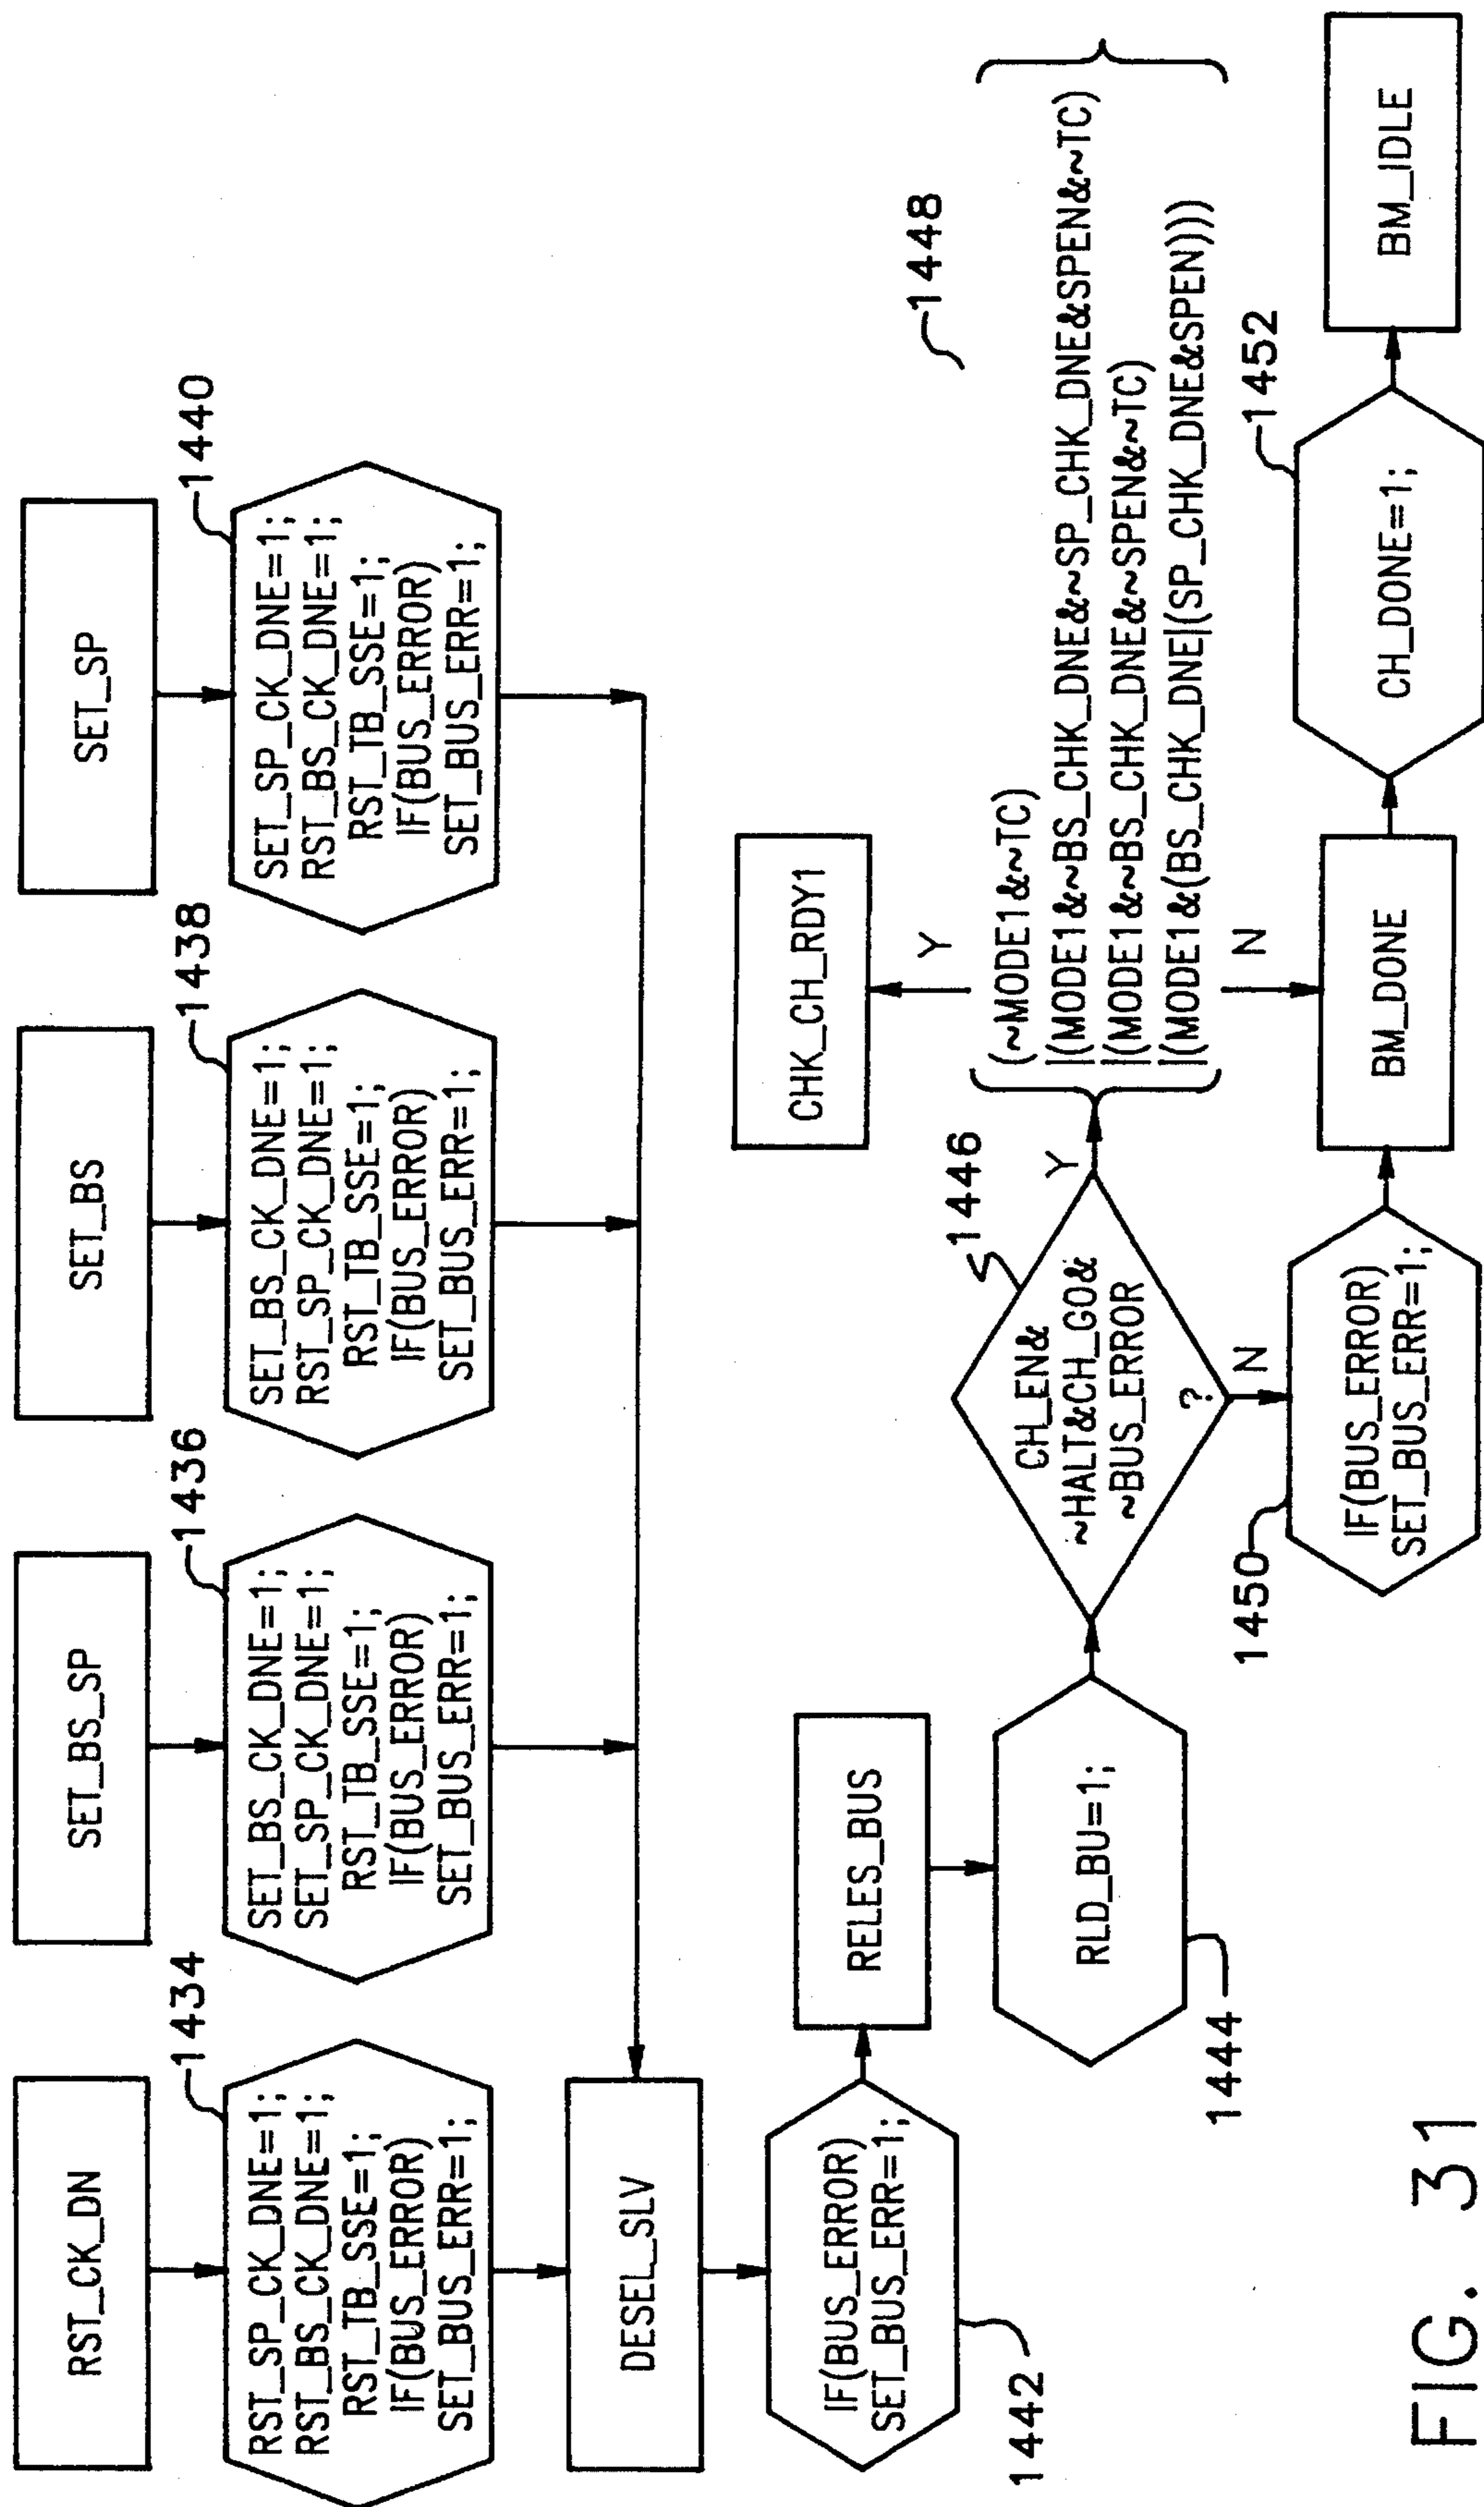 RST_CK_DN
SET_BS_SP
SET_BS
SET_SP
1434
RST_SP_CK_DNE=1;
RST_BS_CK_DNE=1;
RST_TB_SSE=1;
IF(BUS_ERROR)
SET_BUS_ERR=1;
1436
SET_BS_CK_DNE=1;
SET_SP_CK_DNE=1;
RST_TB_SSE=1;
IF(BUS_ERROR)
SET_BUS_ERR=1;
1438
SET_BS_CK_DNE=1;
RST_SP_CK_DNE=1;
RST_TB_SSE=1;
IF(BUS_ERROR)
SET_BUS_ERR=1;
1440
SET_SP_CK_DNE=1;
RST_BS_CK_DNE=1;
RST_TB_SSE=1;
IF(BUS_ERROR)
SET_BUS_ERR=1;
DESEL_SLV
1442
IF(BUS_ERROR)
SET_BUS_ERR=1;
RELES_BUS
1444
RLD_BU=1;
1446
CH_EN&
~HALT&CH_GO&
~BUS_ERROR
?
Y
N
CHK_CH_RDY1
Y
1448
(~MODE1&~TC)
|(MODE1&~BS_CHK_DNE&~SP_CHK_DNE&SPEN&~TC)
|(MODE1&~BS_CHK_DNE&~SPEN&~TC)
|(MODE1&(BS_CHK_DNE|(SP_CHK_DNE&SPEN))))
N
1450
IF(BUS_ERROR)
SET_BUS_ERR=1;
BM_DONE
1452
CH_DONE=1;
BM_IDLE
FIG. 31